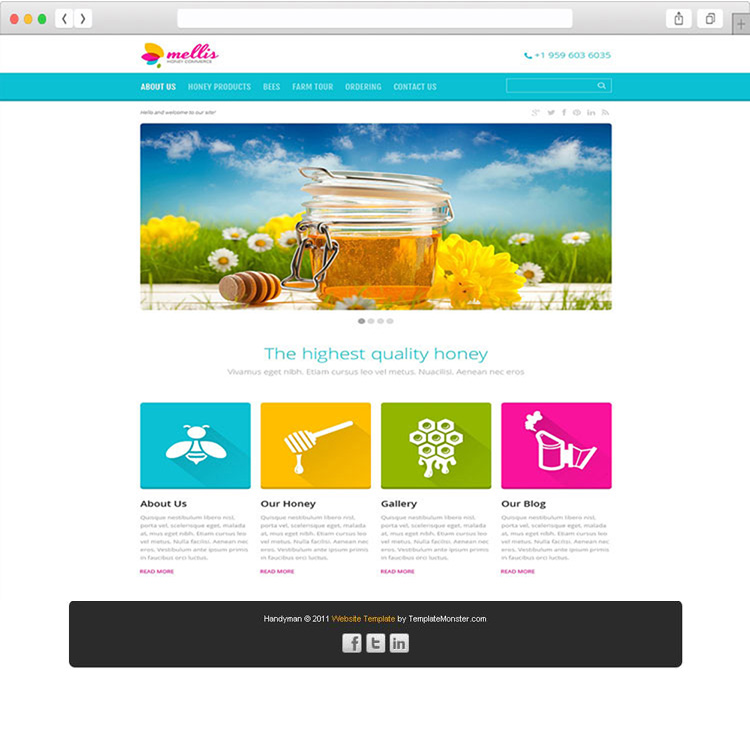 mellis
HONEY COMMERCE
+1 959 603 6035
ABOUT US HONEY PRODUCTS BEES FARM TOUR ORDERING CONTACT US
Hello and welcome to our site!
The highest quality honey
Vivamus eget nibh. Etiam cursus leo vel metus. Nuacilisi. Aenean nec eros
About Us
Quisque nestibulum libero nisl,
porta vel, scelerisque eget, malada
at, mus eget nibh. Etiam cursus leo
vel metus. Nulla facilisi. Aenean nec
eros. Vestibulum ante ipsum primis
in faucibus orci luctus.
READ MORE
Our Honey
Quisque nestibulum libero nisl,
porta vel, scelerisque eget, malada
at, mus eget nibh. Etiam cursus leo
vel metus. Nulla facilisi. Aenean nec
eros. Vestibulum ante ipsum primis
in faucibus orci luctus.
READ MORE
Gallery
Quisque nestibulum libero nisl,
porta vel, scelerisque eget, malada
at, mus eget nibh. Etiam cursus leo
vel metus. Nulla facilisi. Aenean nec
eros. Vestibulum ante ipsum primis
in faucibus orci luctus.
READ MORE
Our Blog
Quisque nestibulum libero nisl,
porta vel, scelerisque eget, malada
at, mus eget nibh. Etiam cursus leo
vel metus. Nulla facilisi. Aenean nec
eros. Vestibulum ante ipsum primis
in faucibus orci luctus.
READ MORE
Handyman © 2011 Website Template by TemplateMonster.com